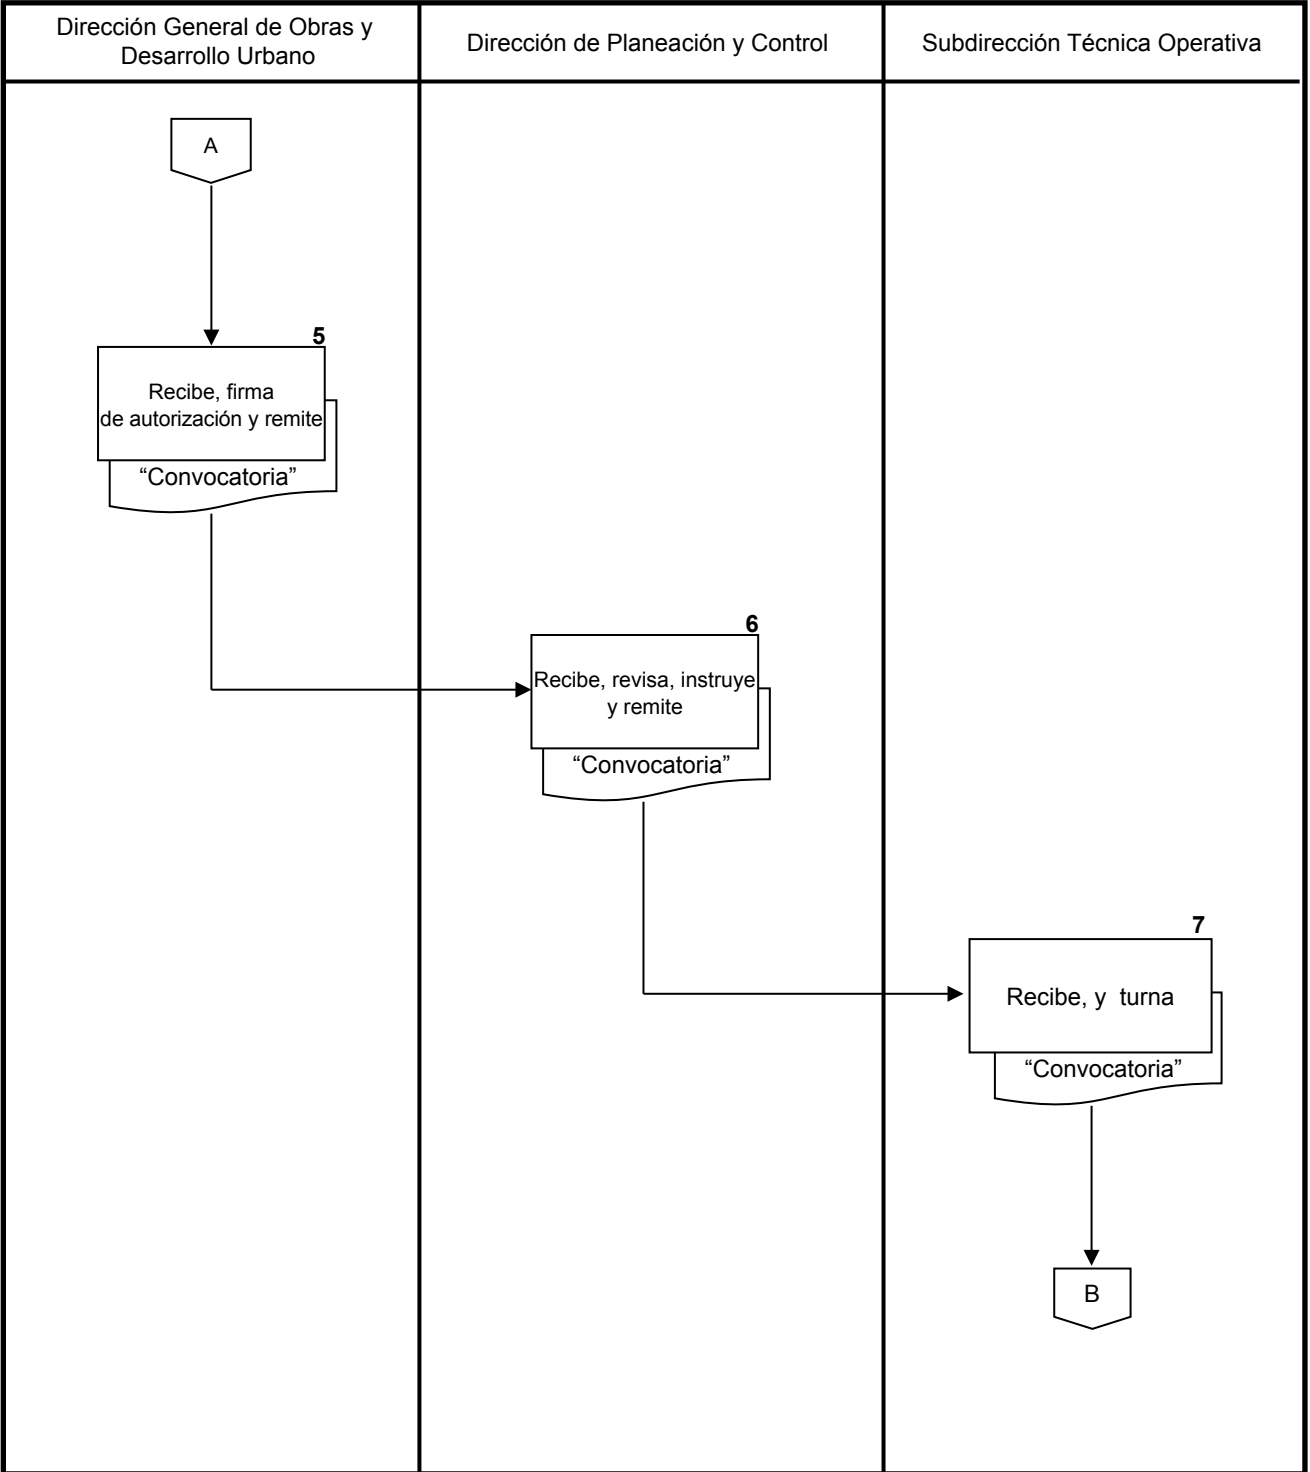 Dirección General de Obras y
Desarrollo Urbano
Dirección de Planeación y Control
Subdirección Técnica Operativa
A
5
Recibe, firma
de autorización y remite
“Convocatoria”
6
Recibe, revisa, instruye
y remite
“Convocatoria”
7
Recibe, y  turna
“Convocatoria”
B